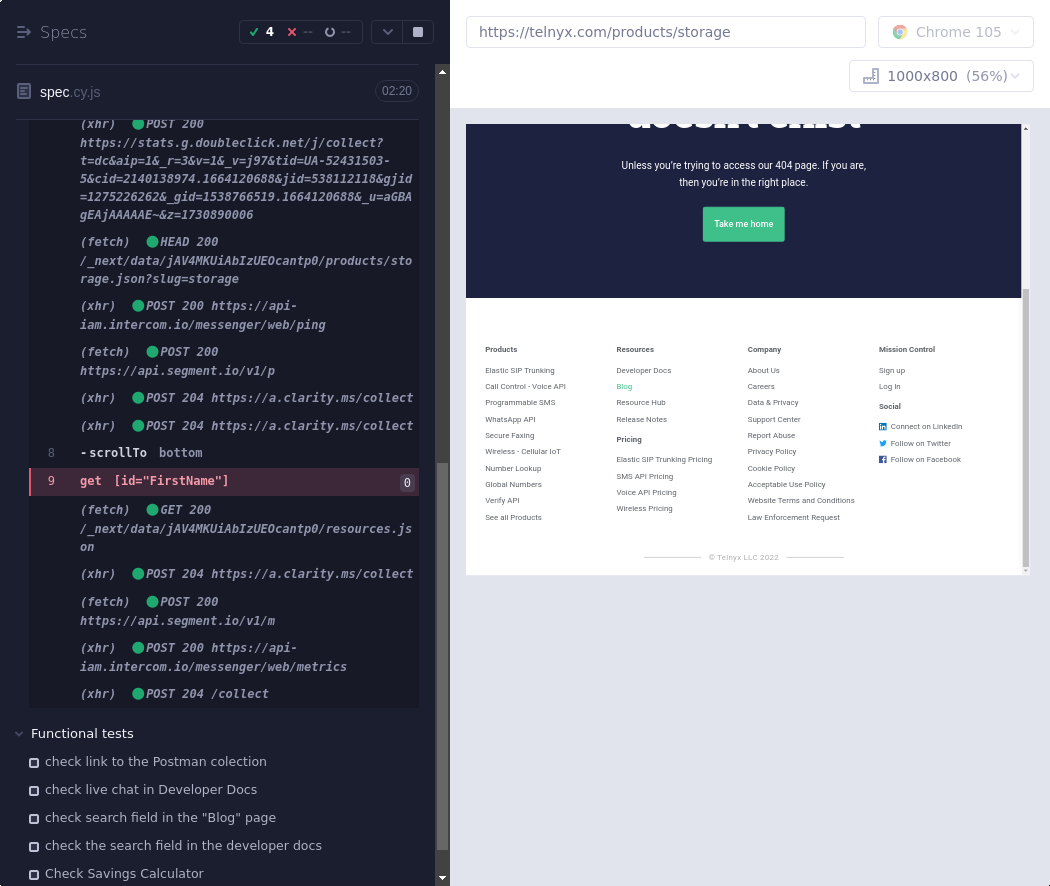 Specs
4
--
--
spec.cy.js
02:20
(xhr) POST 200
https://stats.g.doubleclick.net/j/collect?
t=dc&aip=1&_r=3&v=1&_v=j97&tid=UA-52431503-
5&cid=2140138974.1664120688&jid=538112118&gjid
=1275226262&_gid=1538766519.1664120688&_u=aGBA
gEAjAAAAAE~&z=1730890006
(fetch) HEAD 200
/_next/data/jAV4MKUiAbIzUEOcantp0/products/sto
rage.json?slug=storage
(xhr) POST 200 https://api-
iam.intercom.io/messenger/web/ping
(fetch) POST 200
https://api.segment.io/v1/p
(xhr) POST 204 https://a.clarity.ms/collect
(xhr) POST 204 https://a.clarity.ms/collect
8 -scrollTo bottom
9 get [id="FirstName"] 0
(fetch) GET 200
/_next/data/jAV4MKUiAbIzUEOcantp0/resources.js
on
(xhr) POST 204 https://a.clarity.ms/collect
(fetch) POST 200
https://api.segment.io/v1/m
(xhr) POST 200 https://api-
iam.intercom.io/messenger/web/metrics
(xhr) POST 204 /collect
Functional tests
check link to the Postman colection
check live chat in Developer Docs
check search field in the "Blog" page
check the search field in the developer docs
Check Savings Calculator
https://telnyx.com/products/storage
Chrome 105
1000x800 (56%)
doesn't exist
Unless you're trying to access our 404 page. If you are,
then you're in the right place.
Take me home
Products
Elastic SIP Trunking
Call Control - Voice API
Programmable SMS
WhatsApp API
Secure Faxing
Wireless - Cellular IoT
Number Lookup
Global Numbers
Verify API
See all Products
Resources
Developer Docs
Blog
Resource Hub
Release Notes
Pricing
Elastic SIP Trunking Pricing
SMS API Pricing
Voice API Pricing
Wireless Pricing
Company
About Us
Careers
Data & Privacy
Support Center
Report Abuse
Privacy Policy
Cookie Policy
Acceptable Use Policy
Website Terms and Conditions
Law Enforcement Request
Mission Control
Sign up
Log In
Social
Connect on LinkedIn
Follow on Twitter
Follow on Facebook
© Telnyx LLC 2022